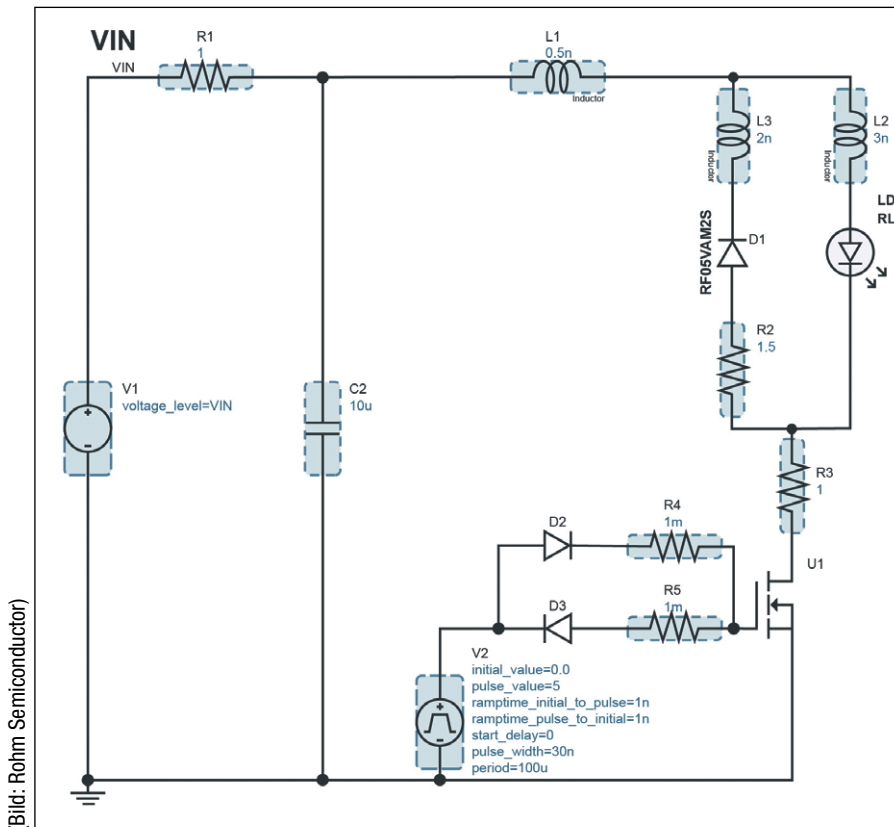 VIN
VIN
R1
1
L1
0.5n
Inductor
L3
2n
Inductor
L2
3n
Inductor
RF05VAM2S
D1
LD
RL
R2
1.5
V1
voltage_level=VIN
+
-
C2
10u
R3
1
D2
R4
1m
U1
D3
R5
1m
V2
initial_value=0.0
pulse_value=5
ramptime_initial_to_pulse=1n
ramptime_pulse_to_initial=1n
start_delay=0
pulse_width=30n
period=100u
+
-
(Bild: Rohm Semiconductor)